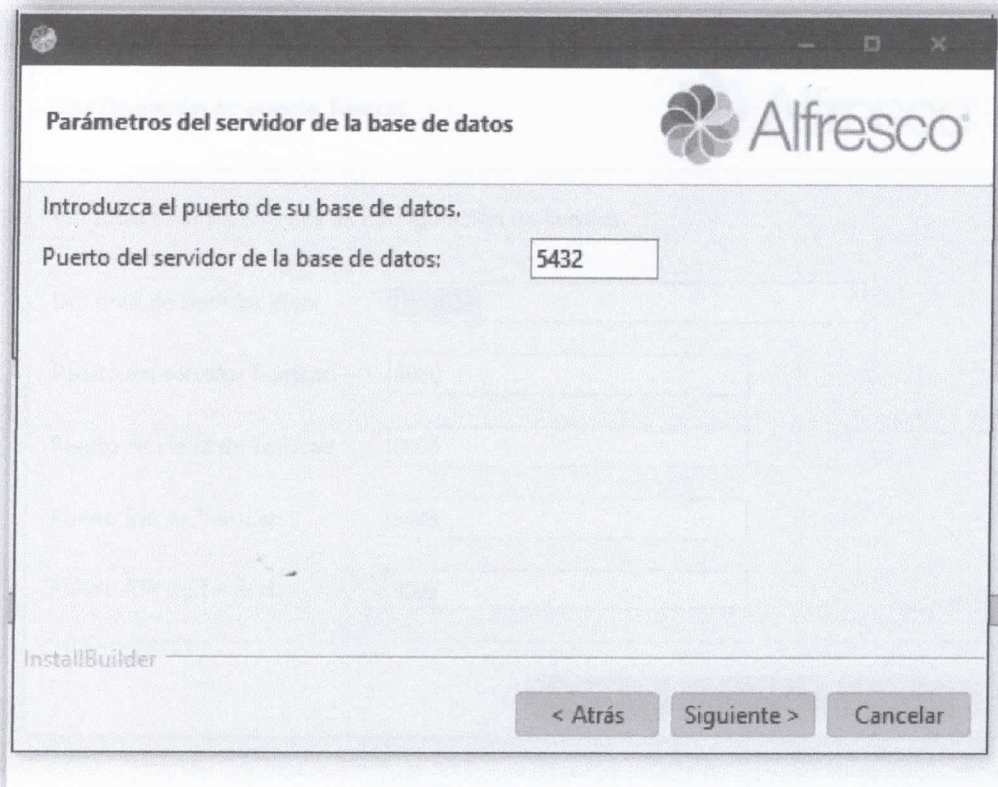 Parámetros del servidor de la base de datos
Alfresco
Introduzca el puerto de su base de datos.
Puerto del servidor de la base de datos:
5432
InstallBuilder
< Atrás
Siguiente >
Cancelar